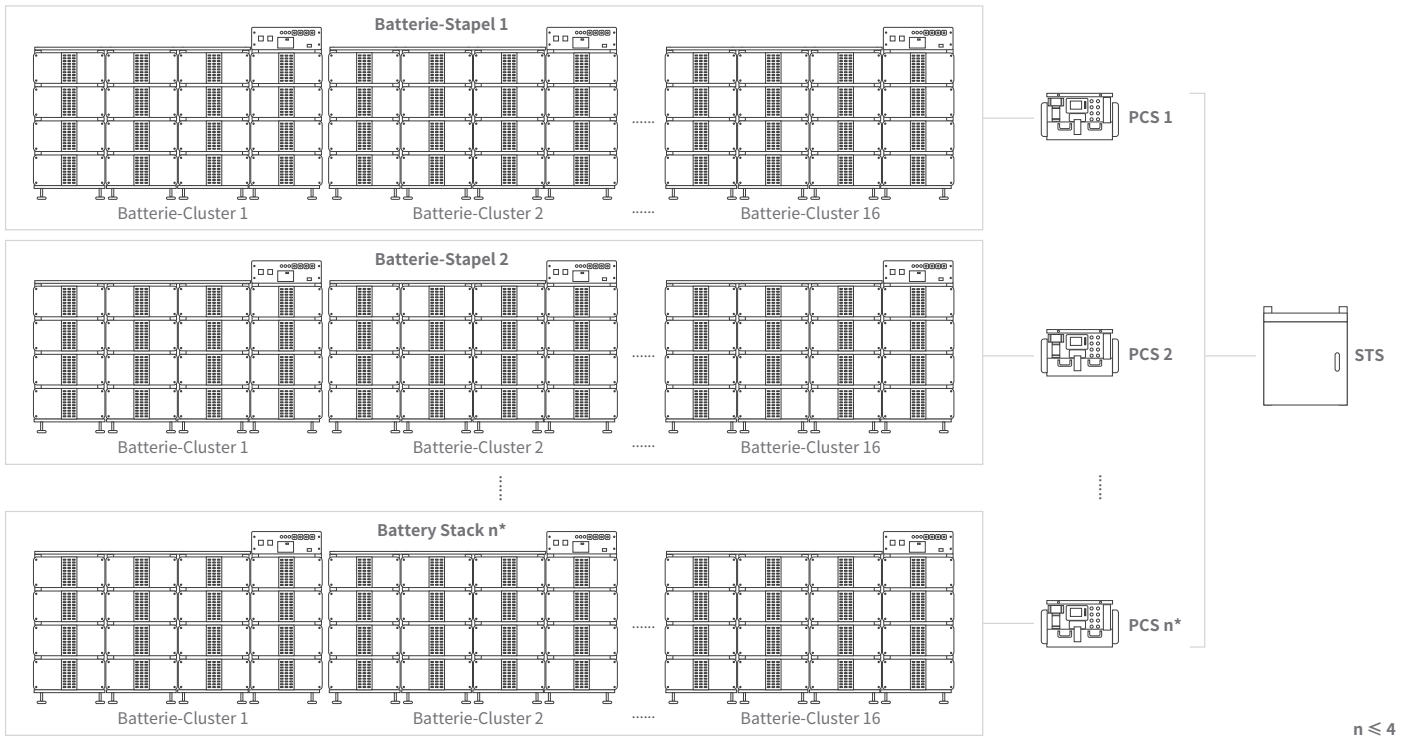 Batterie-Stapel 1
......
PCS 1
Batterie-Cluster 1
Batterie-Cluster 2
......
Batterie-Cluster 16
Batterie-Stapel 2
......
PCS 2
STS
Batterie-Cluster 1
Batterie-Cluster 2
......
Batterie-Cluster 16
......
......
Battery Stack n*
......
PCS n*
Batterie-Cluster 1
Batterie-Cluster 2
......
Batterie-Cluster 16
n ⩽ 4